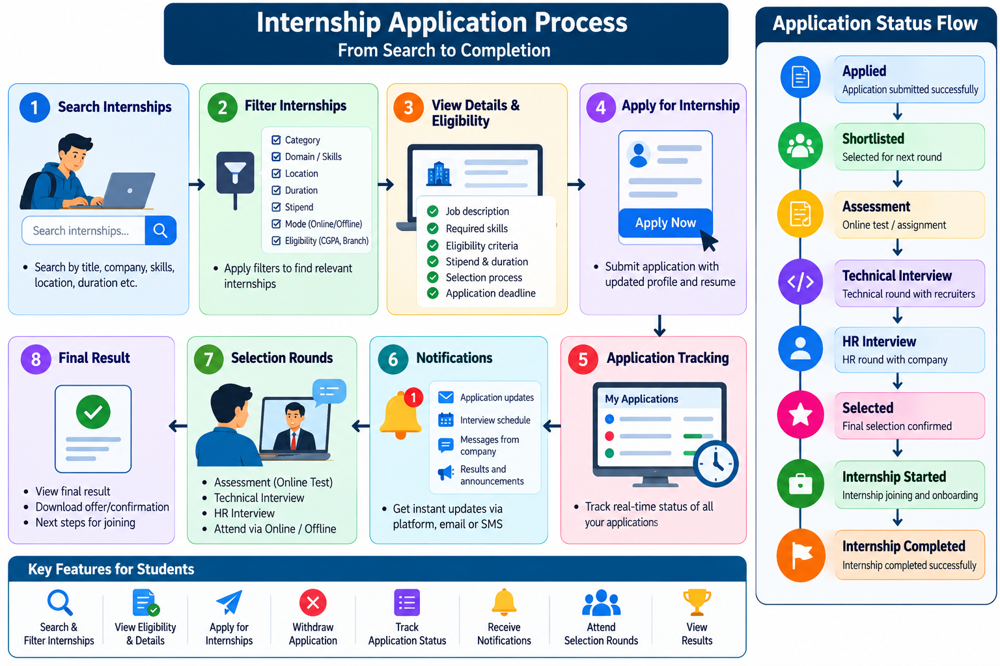 Internship Application Process
From Search to Completion
1
Search Internships
Search internships...
• Search by title, company, skills,
location, duration etc.
2
Filter Internships
Category
Domain / Skills
Location
Duration
Stipend
Mode (Online/Offline)
Eligibility (CGPA, Branch)
• Apply filters to find relevant
internships
3
View Details &
Eligibility
Job description
Required skills
Eligibility criteria
Stipend & duration
Selection process
Application deadline
4
Apply for Internship
Apply Now
• Submit application with
updated profile and resume
5
Application Tracking
My Applications
• Track real-time status of all
your applications
6
Notifications
1
Application updates
Interview schedule
Messages from
company
Results and
announcements
• Get instant updates via
platform, email or SMS
7
Selection Rounds
• Assessment (Online Test)
• Technical Interview
• HR Interview
• Attend via Online / Offline
8
Final Result
• View final result
• Download offer/confirmation
• Next steps for joining
Key Features for Students
Search &
Filter Internships
View Eligibility
& Details
Apply for
Internships
Withdraw
Application
Track
Application Status
Receive
Notifications
Attend
Selection Rounds
View
Results
Application Status Flow
Applied
Application submitted successfully
Shortlisted
Selected for next round
Assessment
Online test / assignment
</>
Technical Interview
Technical round with recruiters
HR Interview
HR round with company
Selected
Final selection confirmed
Internship Started
Internship joining and onboarding
Internship Completed
Internship completed successfully